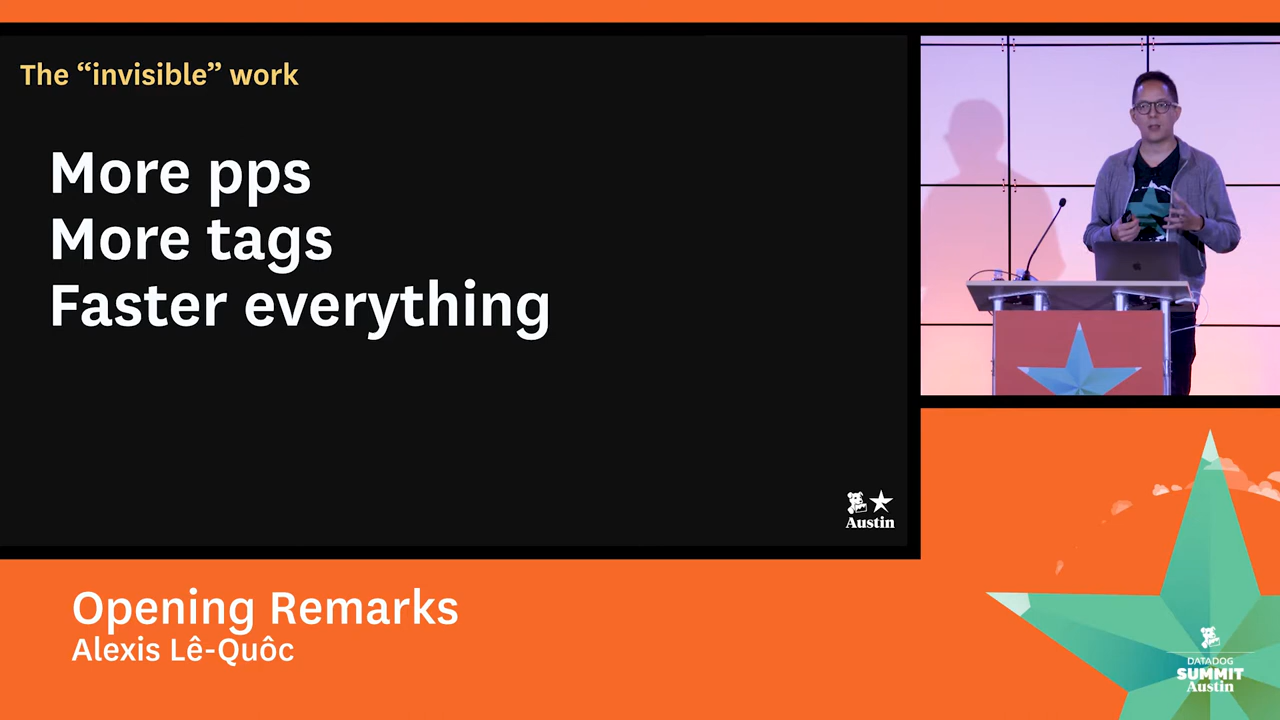 The “invisible” work
More pps
More tags
Faster everything
Austin
Opening Remarks
Alexis Lê-Quôc
DATADOG
SUMMIT
Austin